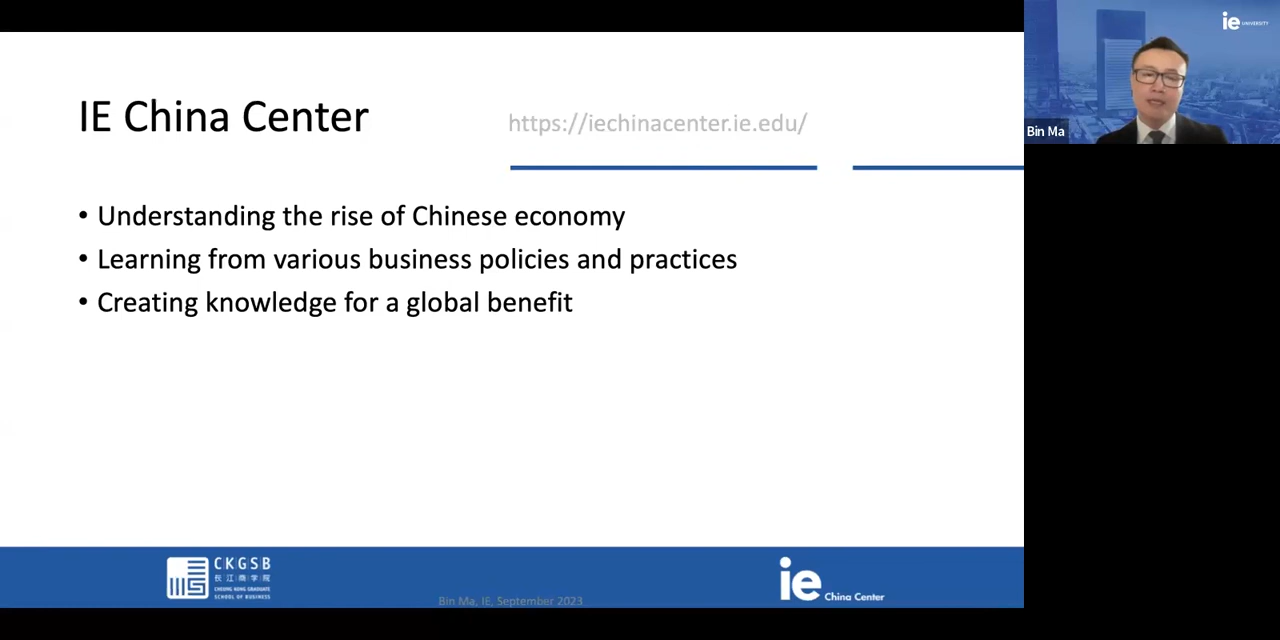 IE China Center
https://iechinacenter.ie.edu/
• Understanding the rise of Chinese economy
• Learning from various business policies and practices
• Creating knowledge for a global benefit
CKGSB
长江商学院
CHEUNG KONG GRADUATE
SCHOOL OF BUSINESS
Bin Ma, IE, September 2023
ie China Center
ie UNIVERSITY
Bin Ma